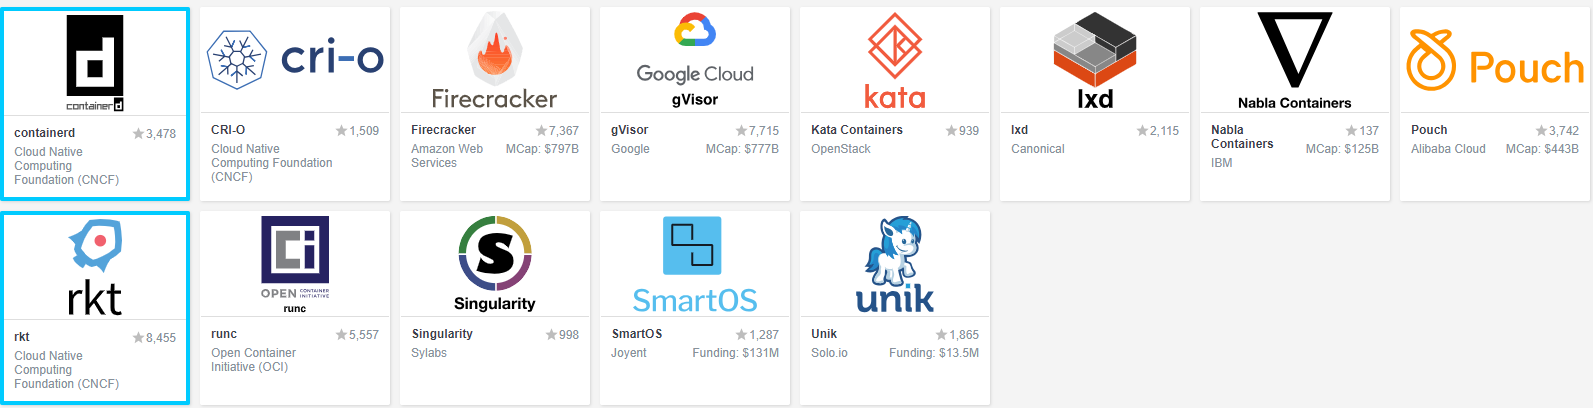 d
containerd
containerd
3,478
Cloud Native
Computing
Foundation (CNCF)
cri-o
CRI-O
1,509
Cloud Native
Computing Foundation
(CNCF)
Firecracker
Firecracker
7,367
Amazon Web
Services
MCap: $797B
Google Cloud
gVisor
gVisor
7,715
Google
MCap: $777B
kata
Kata Containers
939
OpenStack
lxd
lxd
2,115
Canonical
Nabla Containers
Nabla
Containers
137
IBM
MCap: $125B
Pouch
Pouch
3,742
Alibaba Cloud
MCap: $443B
rkt
rkt
8,455
Cloud Native
Computing
Foundation (CNCF)
Ci
OPEN CONTAINER
INITIATIVE
runc
runc
5,557
Open Container
Initiative (OCI)
S
Singularity
Singularity
998
Sylabs
SmartOS
SmartOS
1,287
Joyent
Funding: $131M
unik
Unik
1,865
Solo.io
Funding: $13.5M